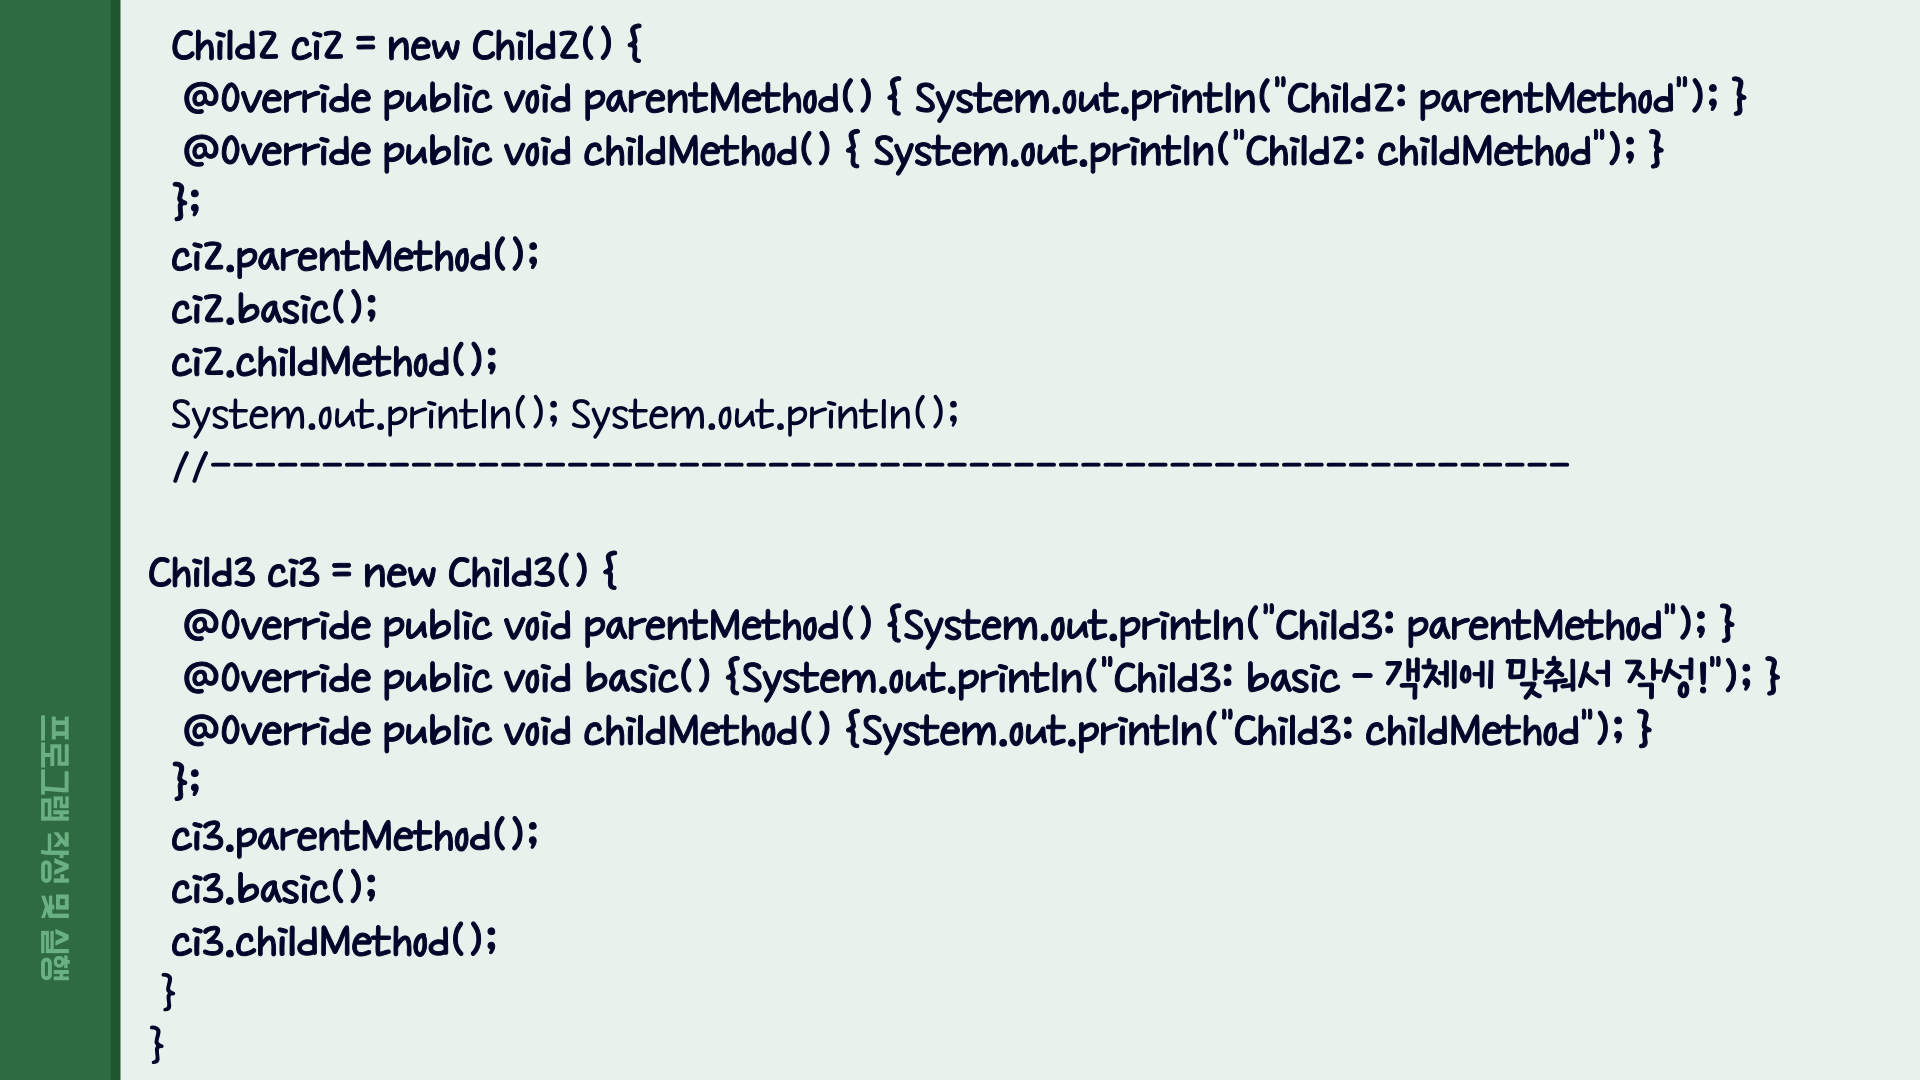 Child2 ci2 = new Child2() {
@Override public void parentMethod() { System.out.println("Child2: parentMethod"); }
@Override public void childMethod() { System.out.println("Child2: childMethod"); }
};
ci2.parentMethod();
ci2.basic();
ci2.childMethod();
System.out.println(); System.out.println();
//-------------------------------------------------------------
Child3 ci3 = new Child3() {
@Override public void parentMethod() {System.out.println("Child3: parentMethod"); }
@Override public void basic() {System.out.println("Child3: basic - 객체에 맞춰서 작성!"); }
@Override public void childMethod() {System.out.println("Child3: childMethod"); }
};
ci3.parentMethod();
ci3.basic();
ci3.childMethod();
}
}
프로그램 작성 및 실행